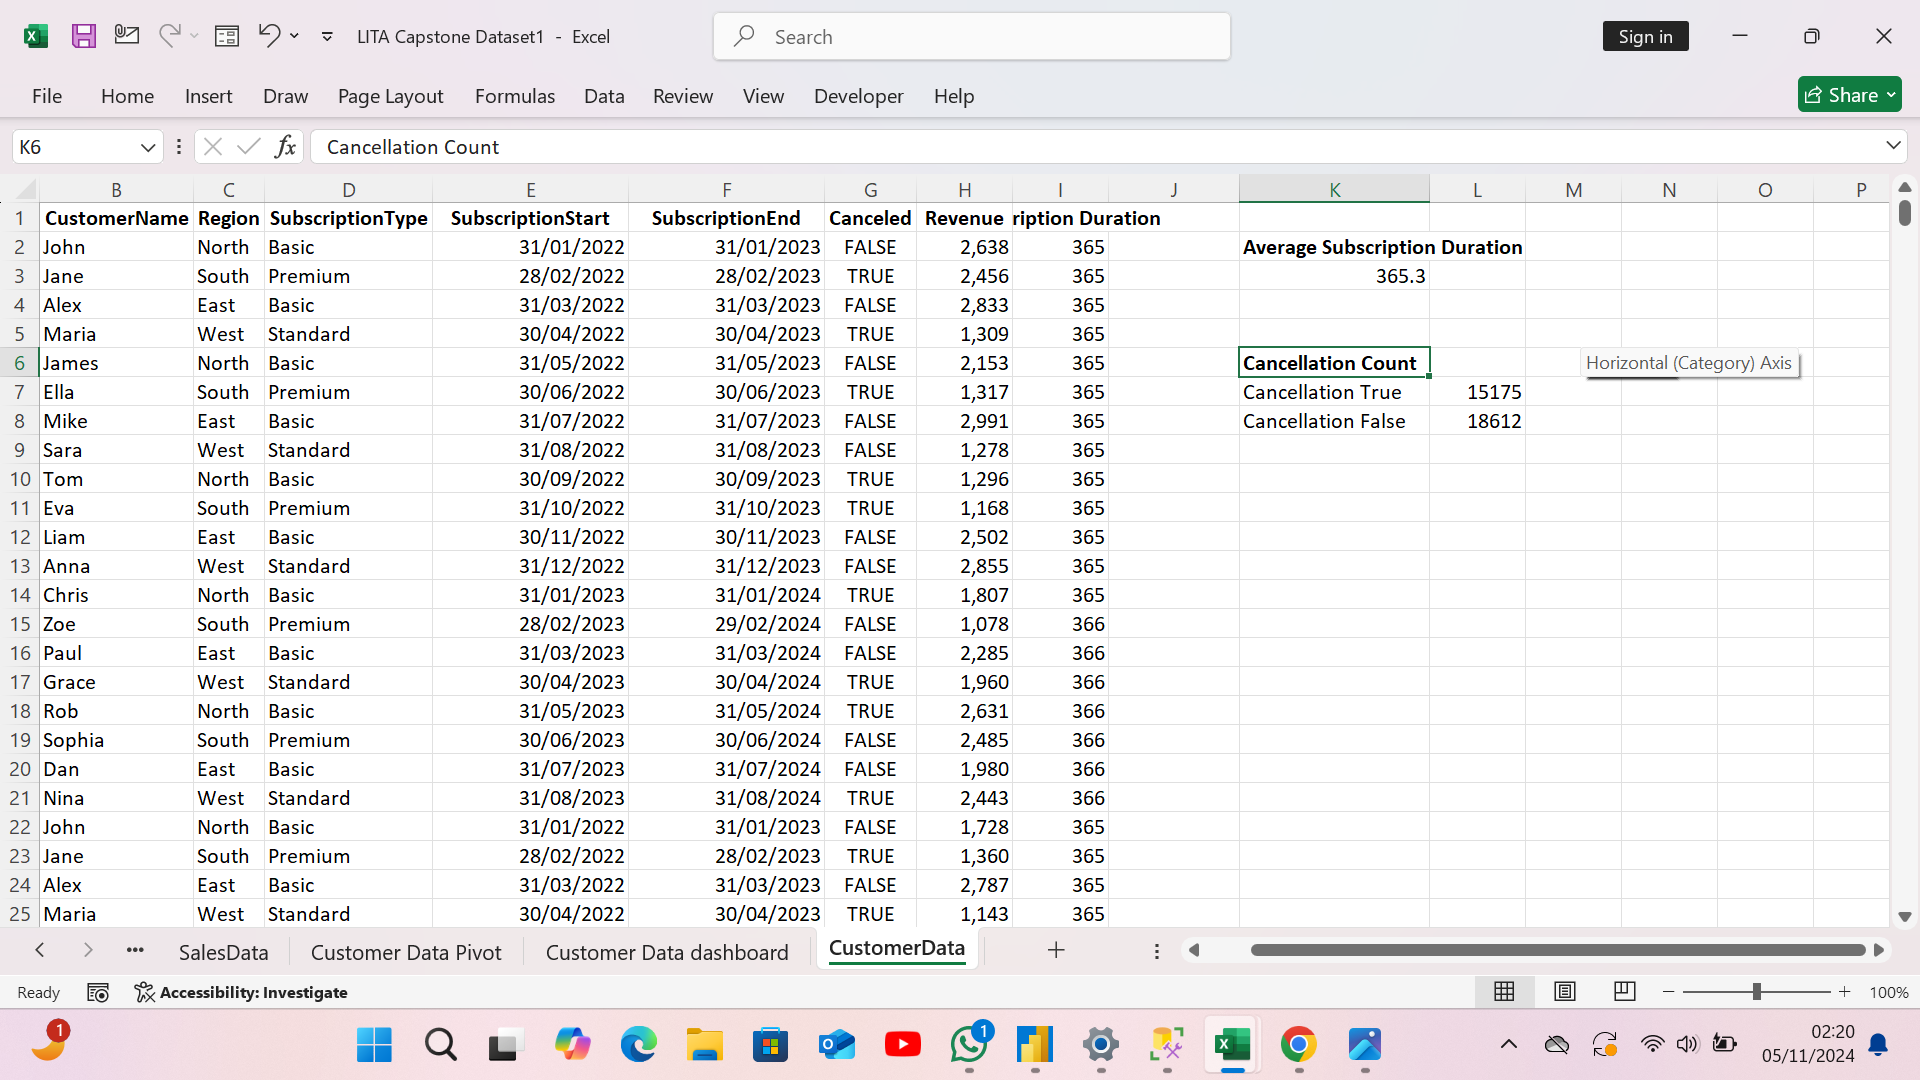 LITA Capstone Dataset1 - Excel
Search
Sign in
File Home Insert Draw Page Layout Formulas Data Review View Developer Help
Share
K6 fx Cancellation Count
B C D E F G H I J K L M N O P
1 CustomerName Region SubscriptionType SubscriptionStart SubscriptionEnd Canceled Revenue ription Duration
2 John North Basic 31/01/2022 31/01/2023 FALSE 2,638 365 Average Subscription Duration
3 Jane South Premium 28/02/2022 28/02/2023 TRUE 2,456 365 365.3
4 Alex East Basic 31/03/2022 31/03/2023 FALSE 2,833 365
5 Maria West Standard 30/04/2022 30/04/2023 TRUE 1,309 365
6 James North Basic 31/05/2022 31/05/2023 FALSE 2,153 365 Cancellation Count Horizontal (Category) Axis
7 Ella South Premium 30/06/2022 30/06/2023 TRUE 1,317 365 Cancellation True 15175
8 Mike East Basic 31/07/2022 31/07/2023 FALSE 2,991 365 Cancellation False 18612
9 Sara West Standard 31/08/2022 31/08/2023 FALSE 1,278 365
10 Tom North Basic 30/09/2022 30/09/2023 TRUE 1,296 365
11 Eva South Premium 31/10/2022 31/10/2023 TRUE 1,168 365
12 Liam East Basic 30/11/2022 30/11/2023 FALSE 2,502 365
13 Anna West Standard 31/12/2022 31/12/2023 FALSE 2,855 365
14 Chris North Basic 31/01/2023 31/01/2024 TRUE 1,807 365
15 Zoe South Premium 28/02/2023 29/02/2024 FALSE 1,078 366
16 Paul East Basic 31/03/2023 31/03/2024 FALSE 2,285 366
17 Grace West Standard 30/04/2023 30/04/2024 TRUE 1,960 366
18 Rob North Basic 31/05/2023 31/05/2024 TRUE 2,631 366
19 Sophia South Premium 30/06/2023 30/06/2024 FALSE 2,485 366
20 Dan East Basic 31/07/2023 31/07/2024 FALSE 1,980 366
21 Nina West Standard 31/08/2023 31/08/2024 TRUE 2,443 366
22 John North Basic 31/01/2022 31/01/2023 FALSE 1,728 365
23 Jane South Premium 28/02/2022 28/02/2023 TRUE 1,360 365
24 Alex East Basic 31/03/2022 31/03/2023 FALSE 2,787 365
25 Maria West Standard 30/04/2022 30/04/2023 TRUE 1,143 365
SalesData Customer Data Pivot Customer Data dashboard CustomerData
Ready Accessibility: Investigate 100%
1 1 02:20
05/11/2024